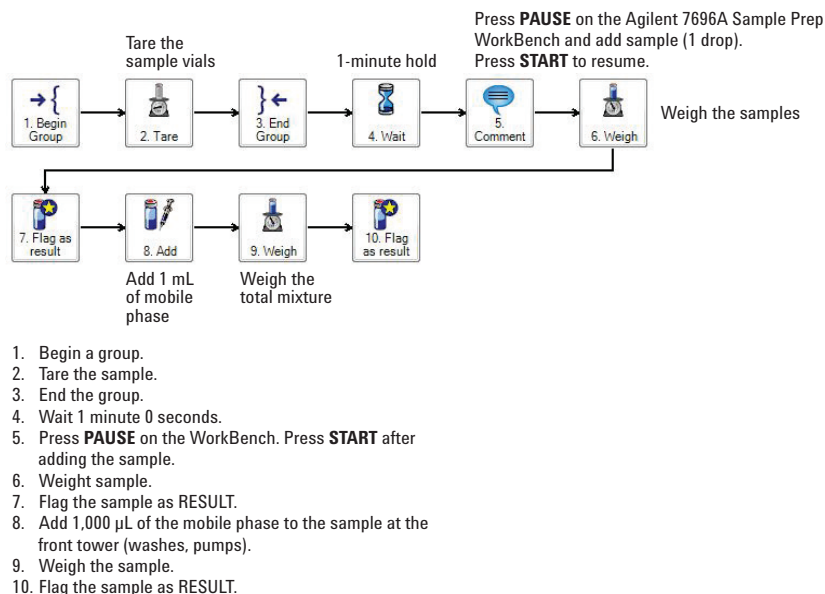 Press PAUSE on the Agilent 7696A Sample Prep
WorkBench and add sample (1 drop).
Press START to resume.
Tare the
sample vials
1-minute hold
1. Begin
Group
2. Tare
3. End
Group
4. Wait
5.
Comment
6. Weigh
Weigh the samples
7. Flag as
result
8. Add
9. Weigh
10. Flag
as result
Add 1 mL
of mobile
phase
Weigh the
total mixture
1. Begin a group.
2. Tare the sample.
3. End the group.
4. Wait 1 minute 0 seconds.
5. Press PAUSE on the WorkBench. Press START after
adding the sample.
6. Weight sample.
7. Flag the sample as RESULT.
8. Add 1,000 µL of the mobile phase to the sample at the
front tower (washes, pumps).
9. Weigh the sample.
10. Flag the sample as RESULT.